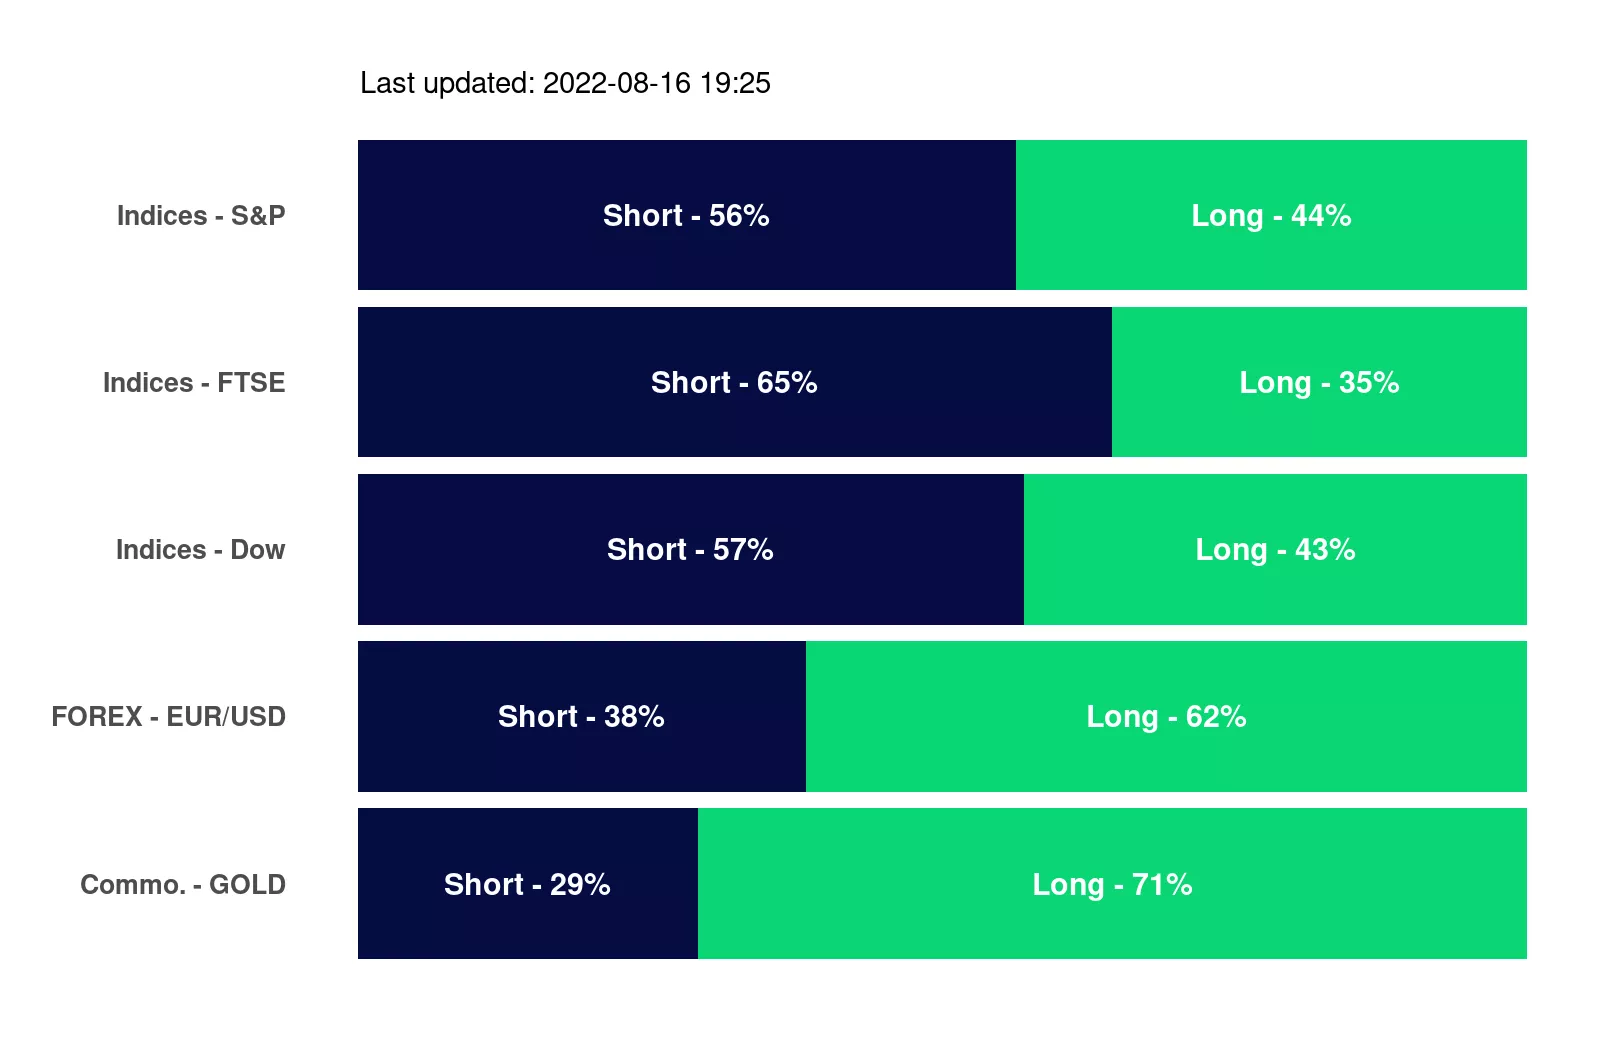 Last updated: 2022-08-16 19:25
Indices - S&P Short - 56% Long - 44%
Indices - FTSE Short - 65% Long - 35%
Indices - Dow Short - 57% Long - 43%
FOREX - EUR/USD Short - 38% Long - 62%
Commo. - GOLD Short - 29% Long - 71%